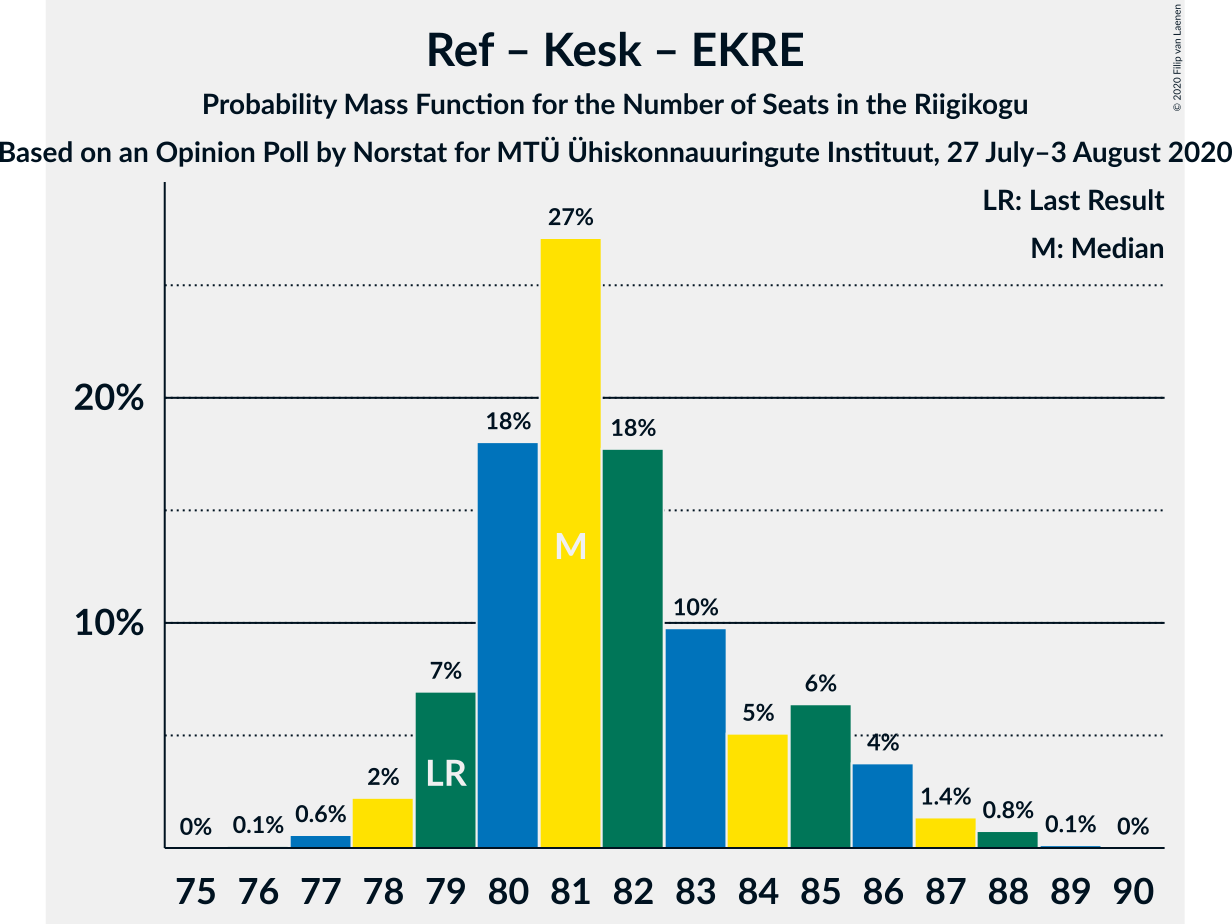 Ref – Kesk – EKRE
Probability Mass Function for the Number of Seats in the Riigikogu
Based on an Opinion Poll by Norstat for MTÜ Ühiskonnauuringute Instituut, 27 July–3 August 2020
© 2020 Filip van Laenen
LR: Last Result
M: Median
20%
10%
0%
0.1%
0.6%
2%
7%
18%
27%
18%
10%
5%
6%
4%
1.4%
0.8%
0.1%
0%
LR
M
75 76 77 78 79 80 81 82 83 84 85 86 87 88 89 90